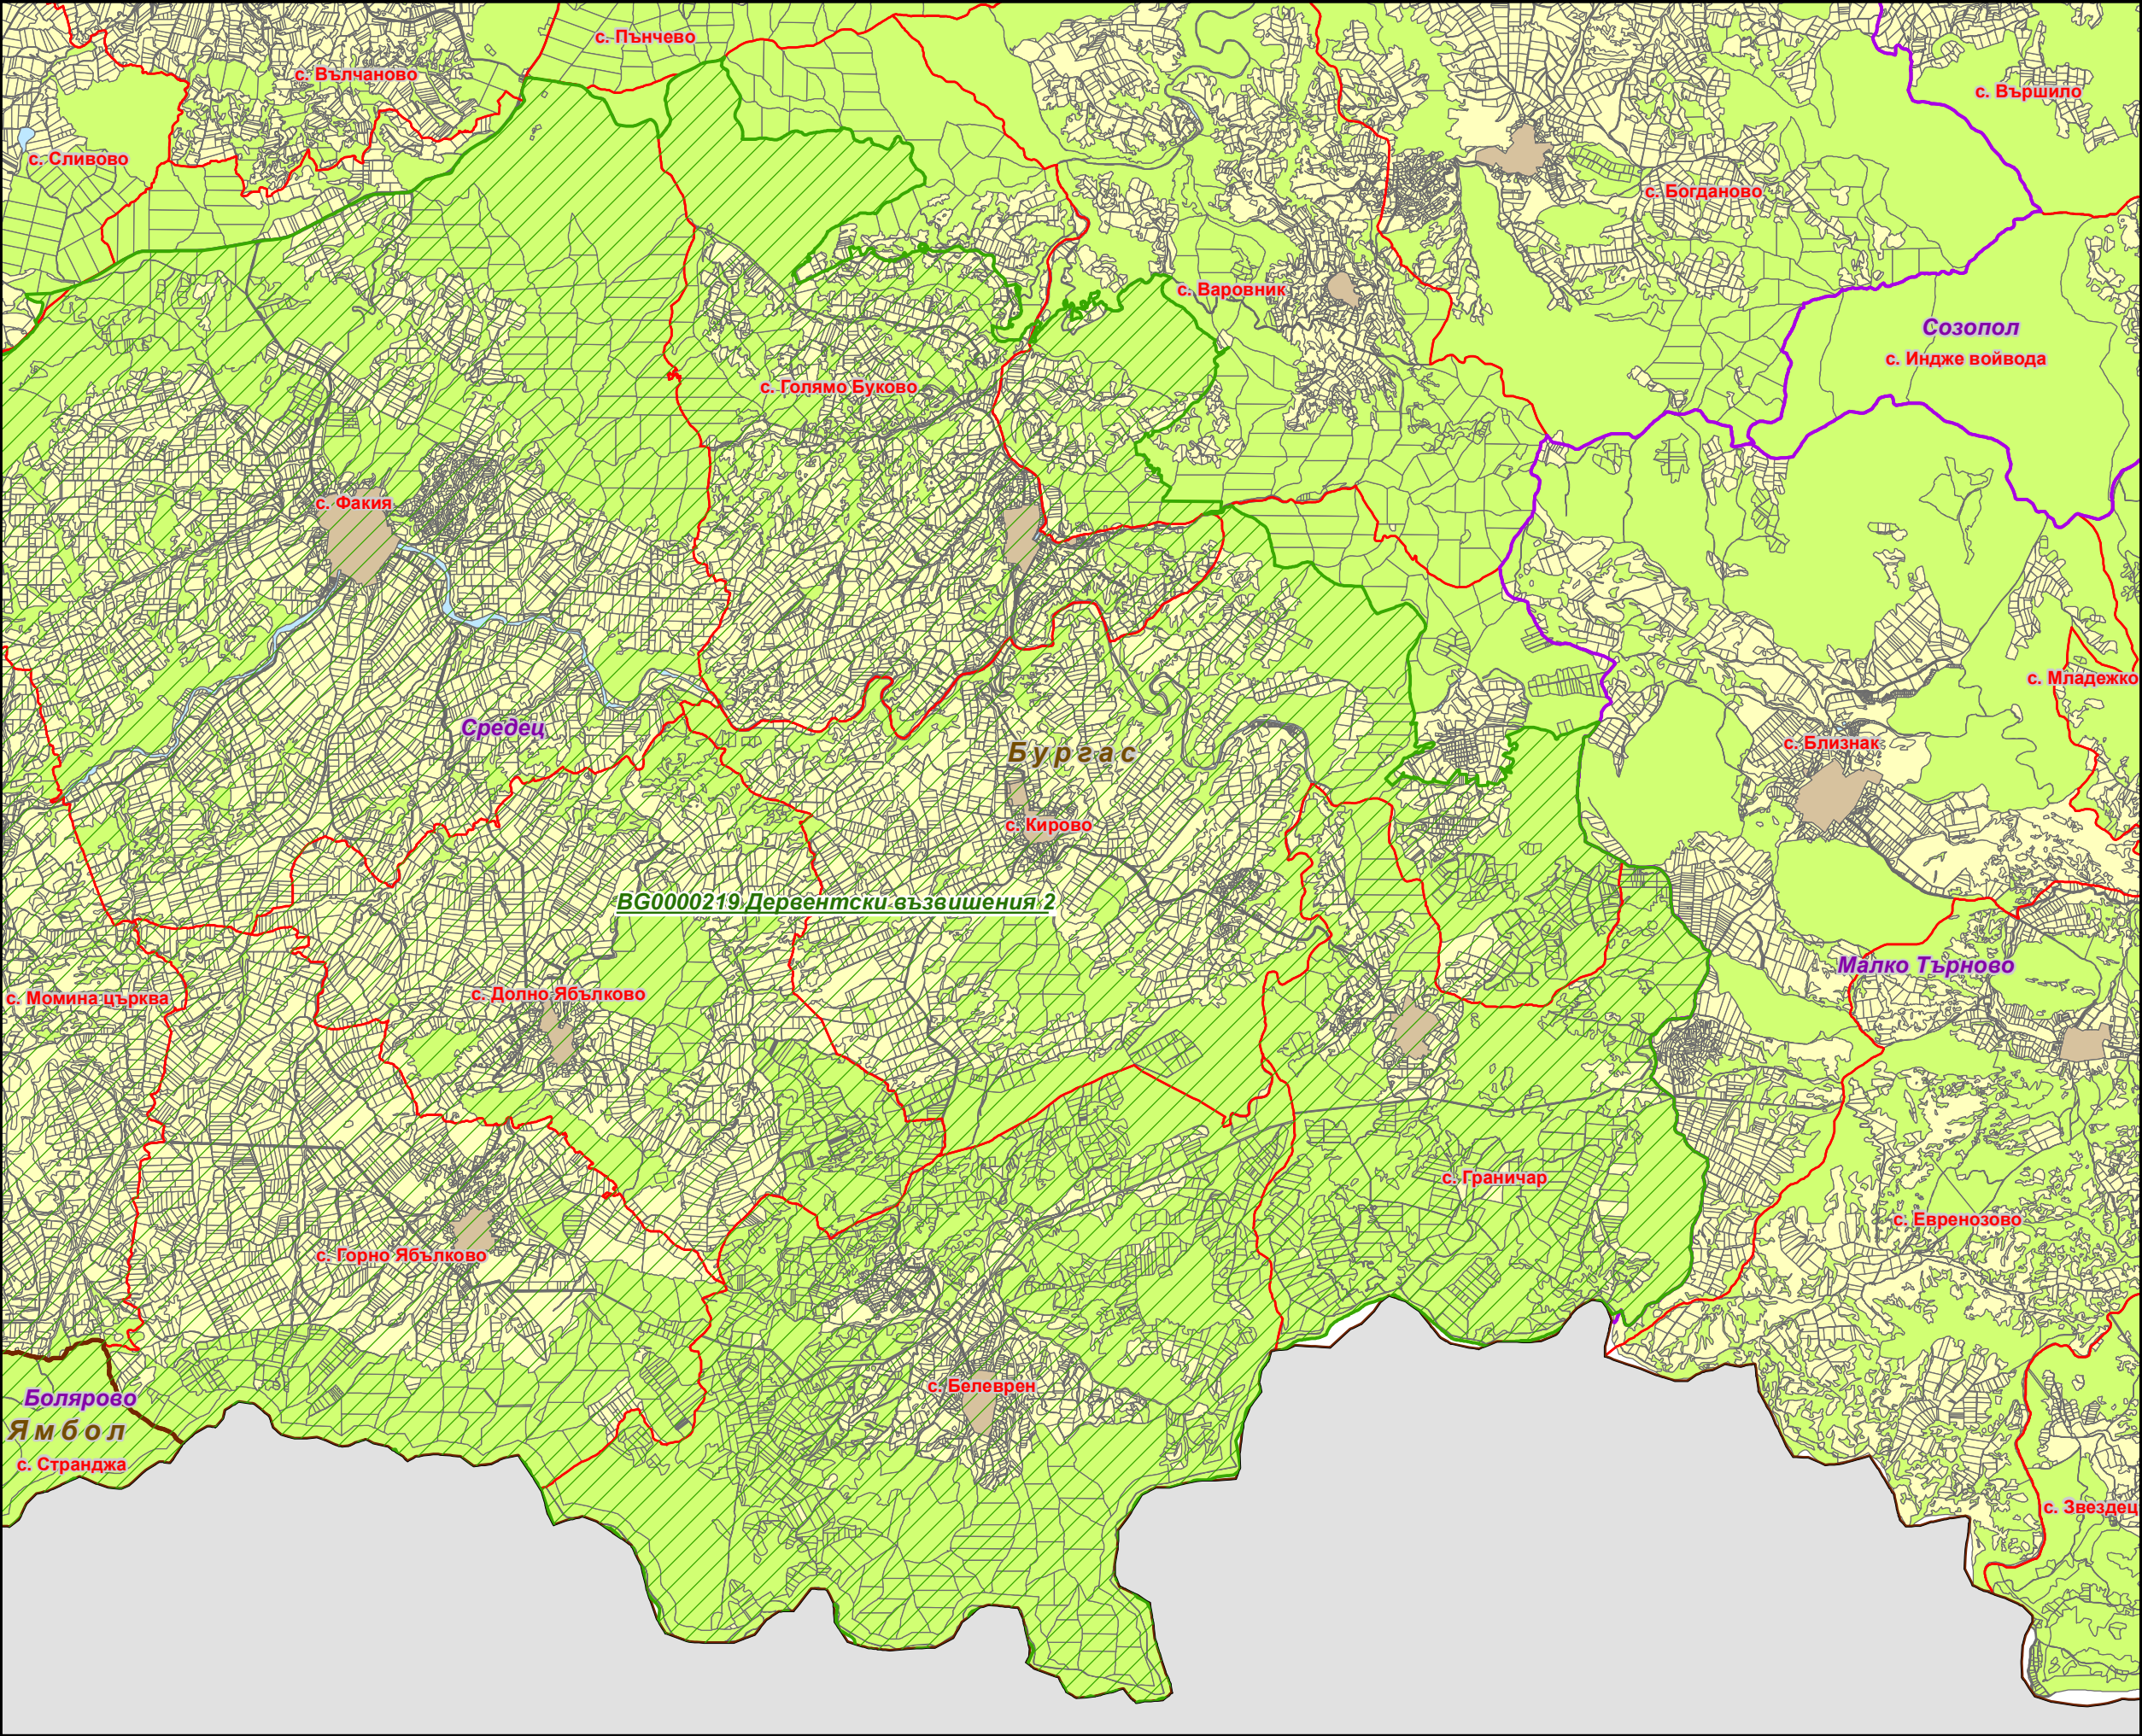 с. Пънчево
с. Вълчаново
с. Вършило
с. Сливово
с. Богданово
с. Варовник
Созопол
с. Индже войвода
с. Голямо Буково
с. Факия
с. Младежко
Средец
Бургас
с. Близнак
с. Кирово
BG0000219 Дервентски възвишения 2
Малко Търново
с. Момина църква
с. Долно Ябълково
с. Граничар
с. Евренозово
с. Горно Ябълково
с. Белеврен
Болярово
Ямбол
с. Странджа
с. Звездец